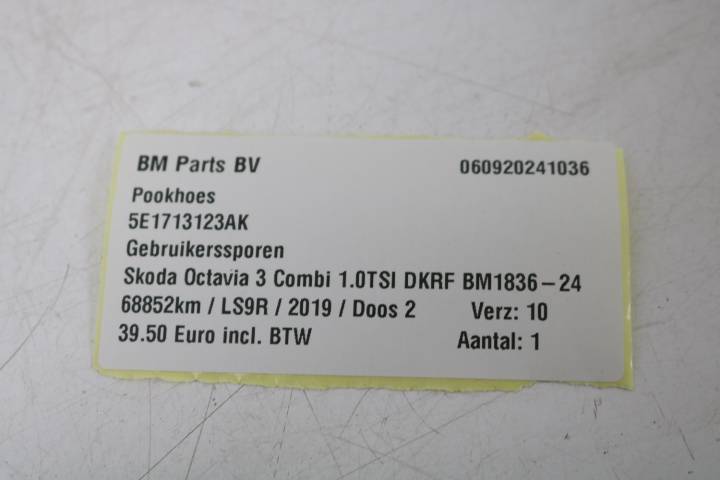 BM Parts BV 060920241036
Pookhoes
5E1713123AK
Gebruikerssporen
Skoda Octavia 3 Combi 1.0TSI DKRF BM1836-24
68852km / LS9R / 2019 / Doos 2 Verz: 10
39.50 Euro incl. BTW Aantal: 1